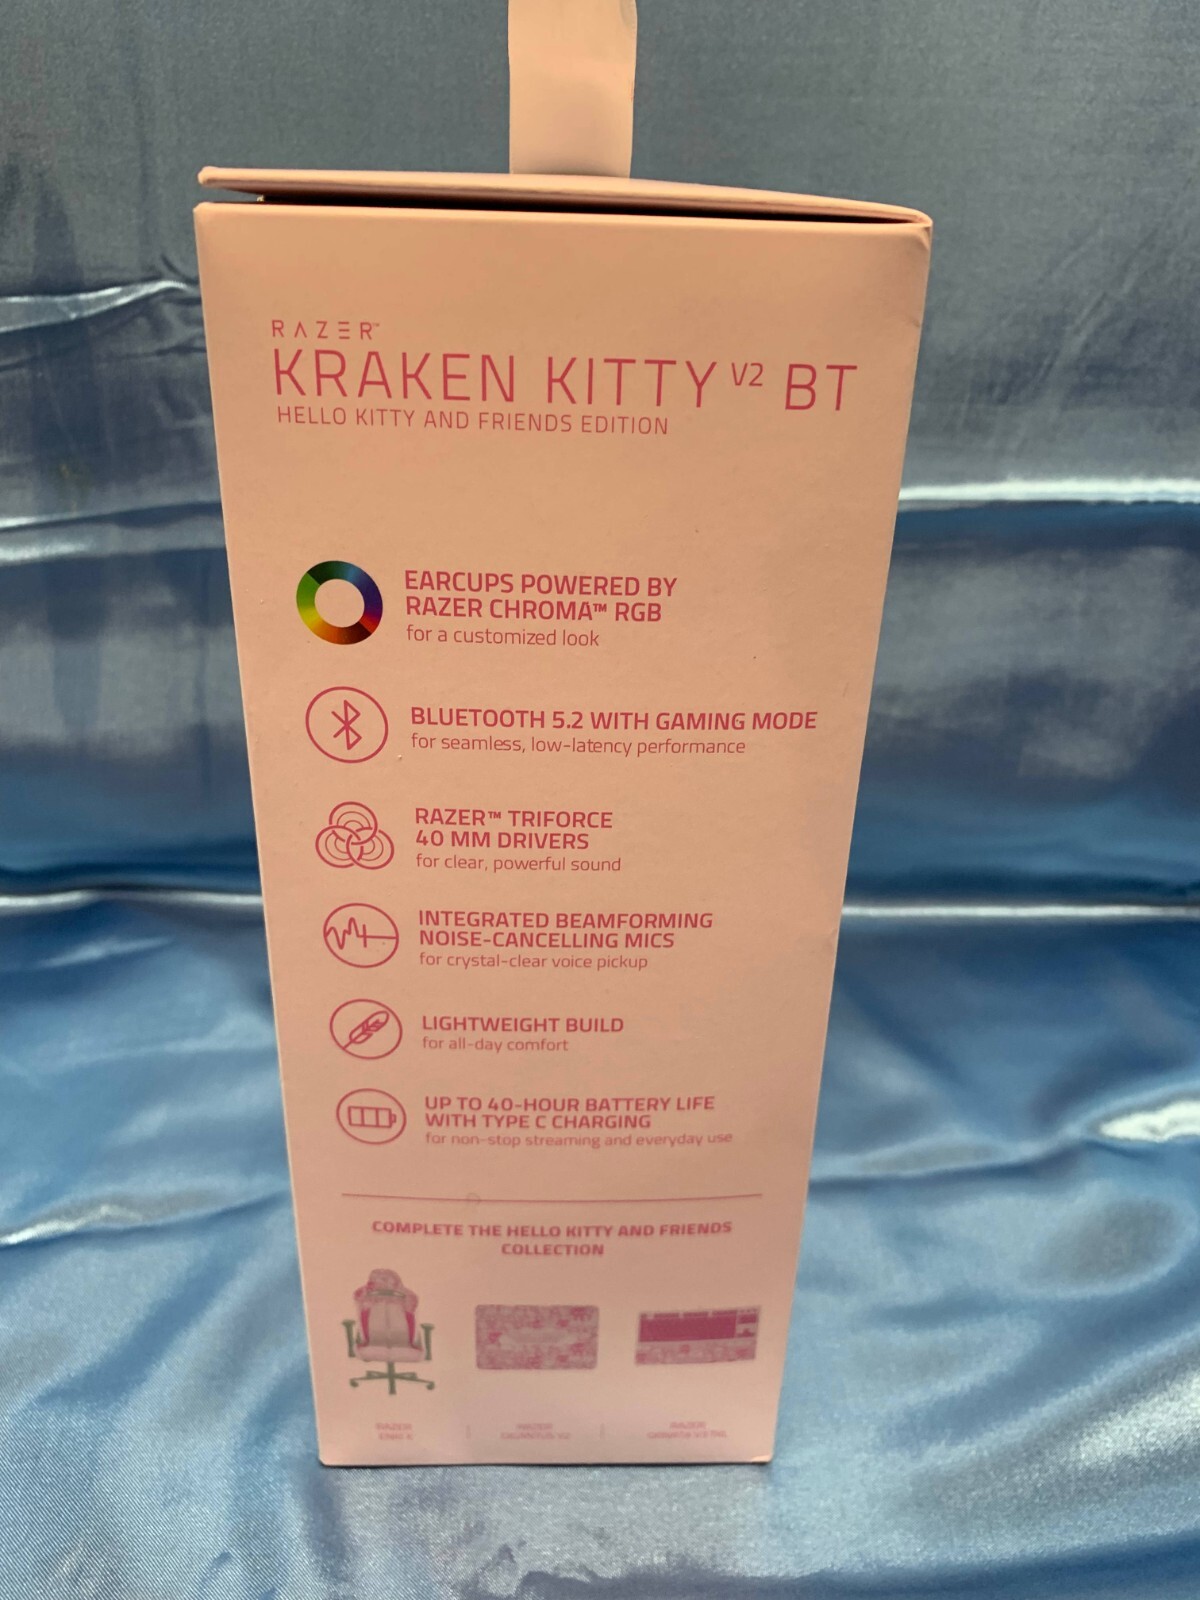 RAZER™
KRAKEN KITTY V2 BT
HELLO KITTY AND FRIENDS EDITION
EARCUPS POWERED BY
RAZER CHROMA™ RGB
for a customized look
BLUETOOTH 5.2 WITH GAMING MODE
for seamless, low-latency performance
RAZER™ TRIFORCE
40 MM DRIVERS
for clear, powerful sound
INTEGRATED BEAMFORMING
NOISE-CANCELLING MICS
for crystal-clear voice pickup
LIGHTWEIGHT BUILD
for all-day comfort
UP TO 40-HOUR BATTERY LIFE
WITH TYPE C CHARGING
for non-stop streaming and everyday use
COMPLETE THE HELLO KITTY AND FRIENDS
COLLECTION
RAZER
RAZER
RAZER